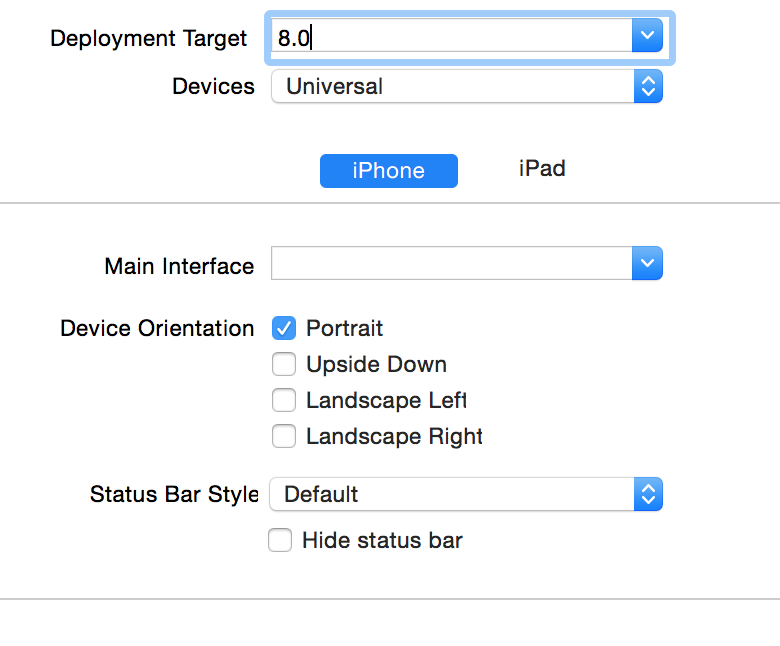 Deployment Target 8.0
Devices Universal
iPhone iPad
Main Interface
Device Orientation Portrait
Upside Down
Landscape Left
Landscape Right
Status Bar Style Default
Hide status bar